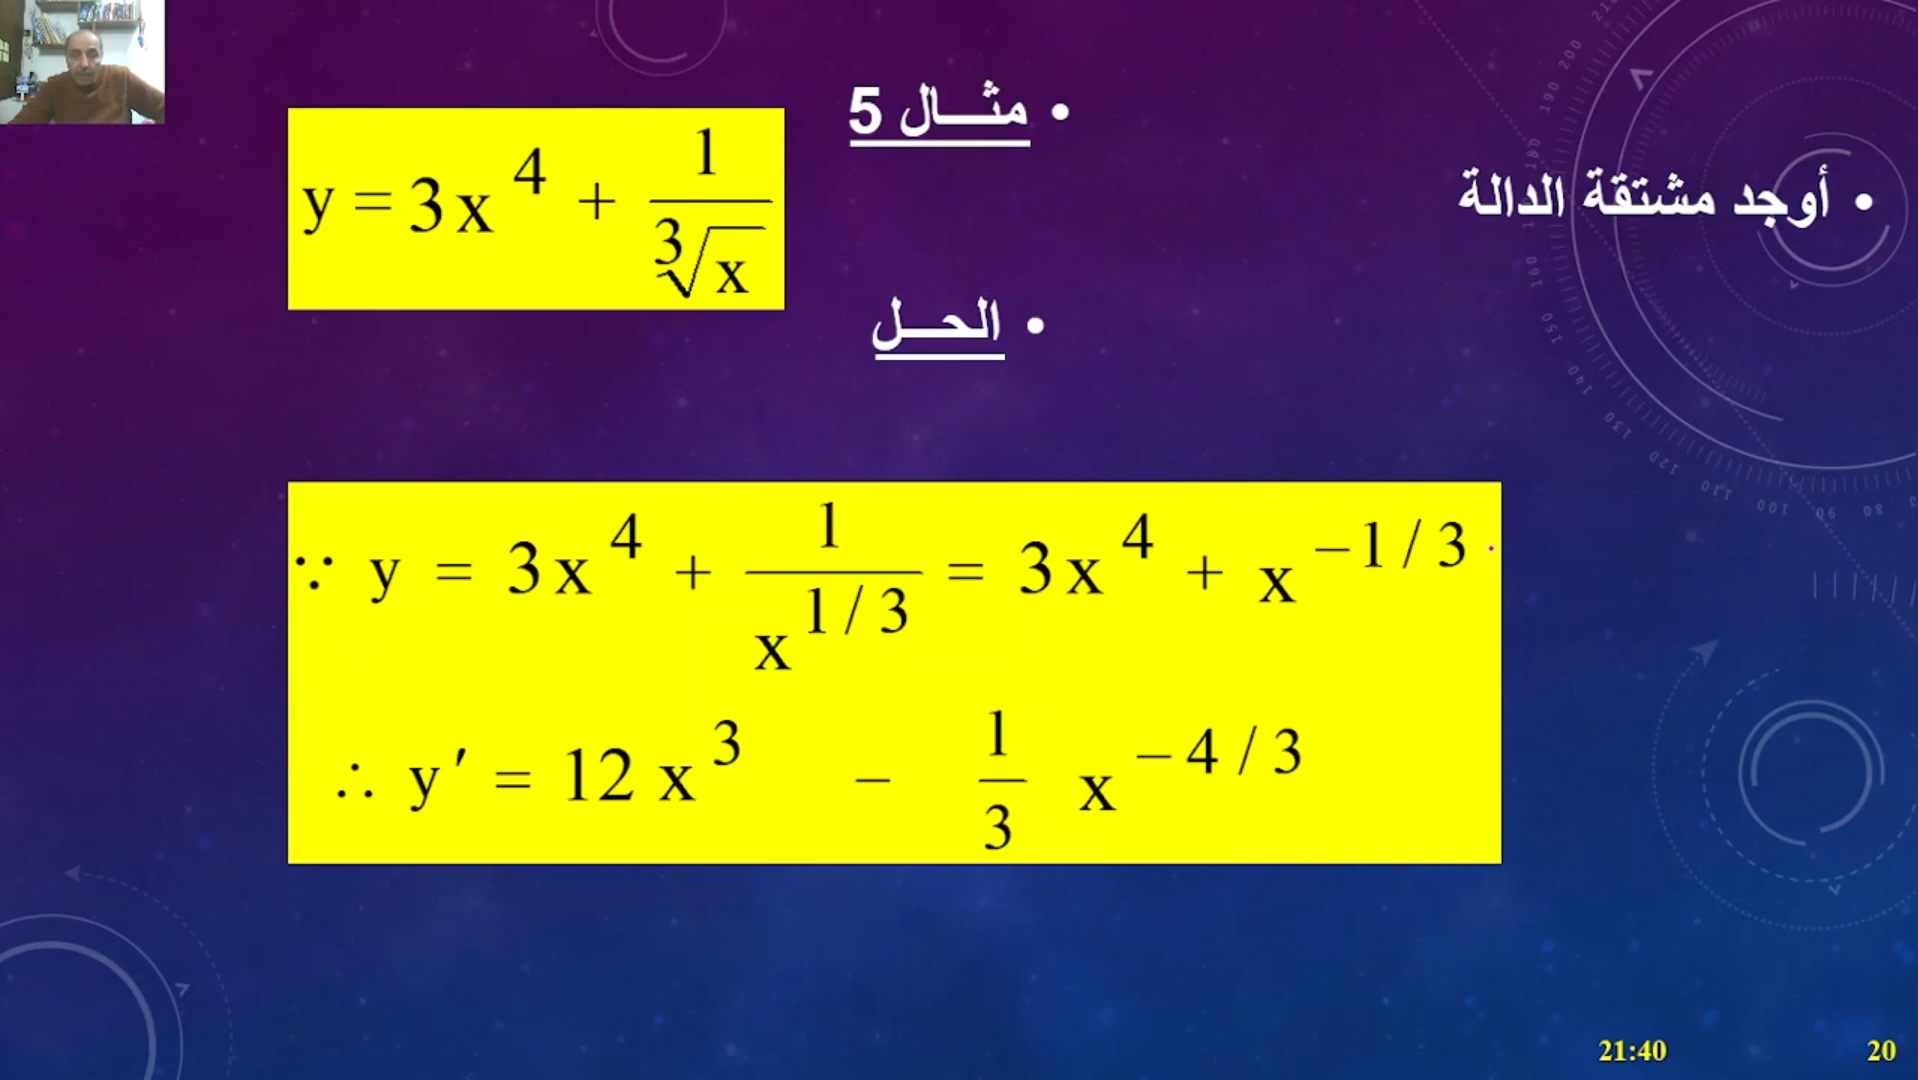 مثـــال 5
أوجد مشتقة الدالة
y = 3x^4 + 1/∛x
الحـــل
∵ y = 3x^4 + 1/x^{1/3} = 3x^4 + x^{-1/3}
∴ y′ = 12 x^3 − 1/3 x^{-4/3}
21:40
20